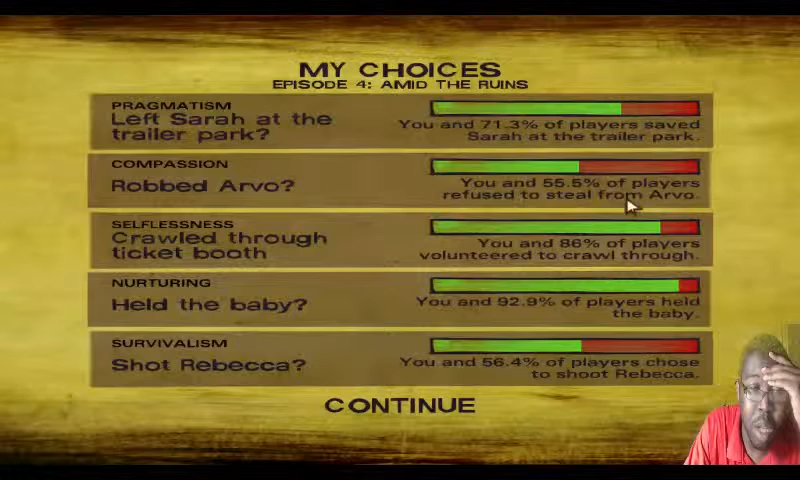 MY CHOICES
EPISODE 4: AMID THE RUINS
PRAGMATISM
Left Sarah at the
trailer park?
You and 71.3% of players saved
Sarah at the trailer park.
COMPASSION
Robbed Arvo?
You and 55.5% of players
refused to steal from Arvo.
SELFLESSNESS
Crawled through
ticket booth
You and 86% of players
volunteered to crawl through.
NURTURING
Held the baby?
You and 92.9% of players held
the baby.
SURVIVALISM
Shot Rebecca?
You and 56.4% of players chose
to shoot Rebecca.
CONTINUE